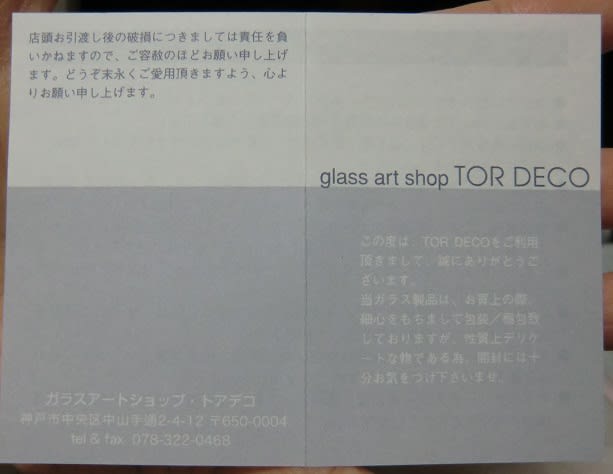 店頭お引渡し後の破損につきましては責任を負
いかねますので、ご容赦のほどお願い申し上げ
ます。どうぞ末永くご愛用頂きますよう、心よ
りお願い申し上げます。
glass art shop TOR DECO
この度は、TOR DECOをご利用
頂きまして、誠にありがとうご
ざいます。
当ガラス製品は、お買上の際、
細心をもちまして包装／梱包致
しておりますが、性質上デリケ
ートな物である為、開封には十
分お気をつけ下さいませ。
ガラスアートショップ・トアデコ
神戸市中央区中山手通2-4-12 〒650-0004
tel & fax 078-322-0468